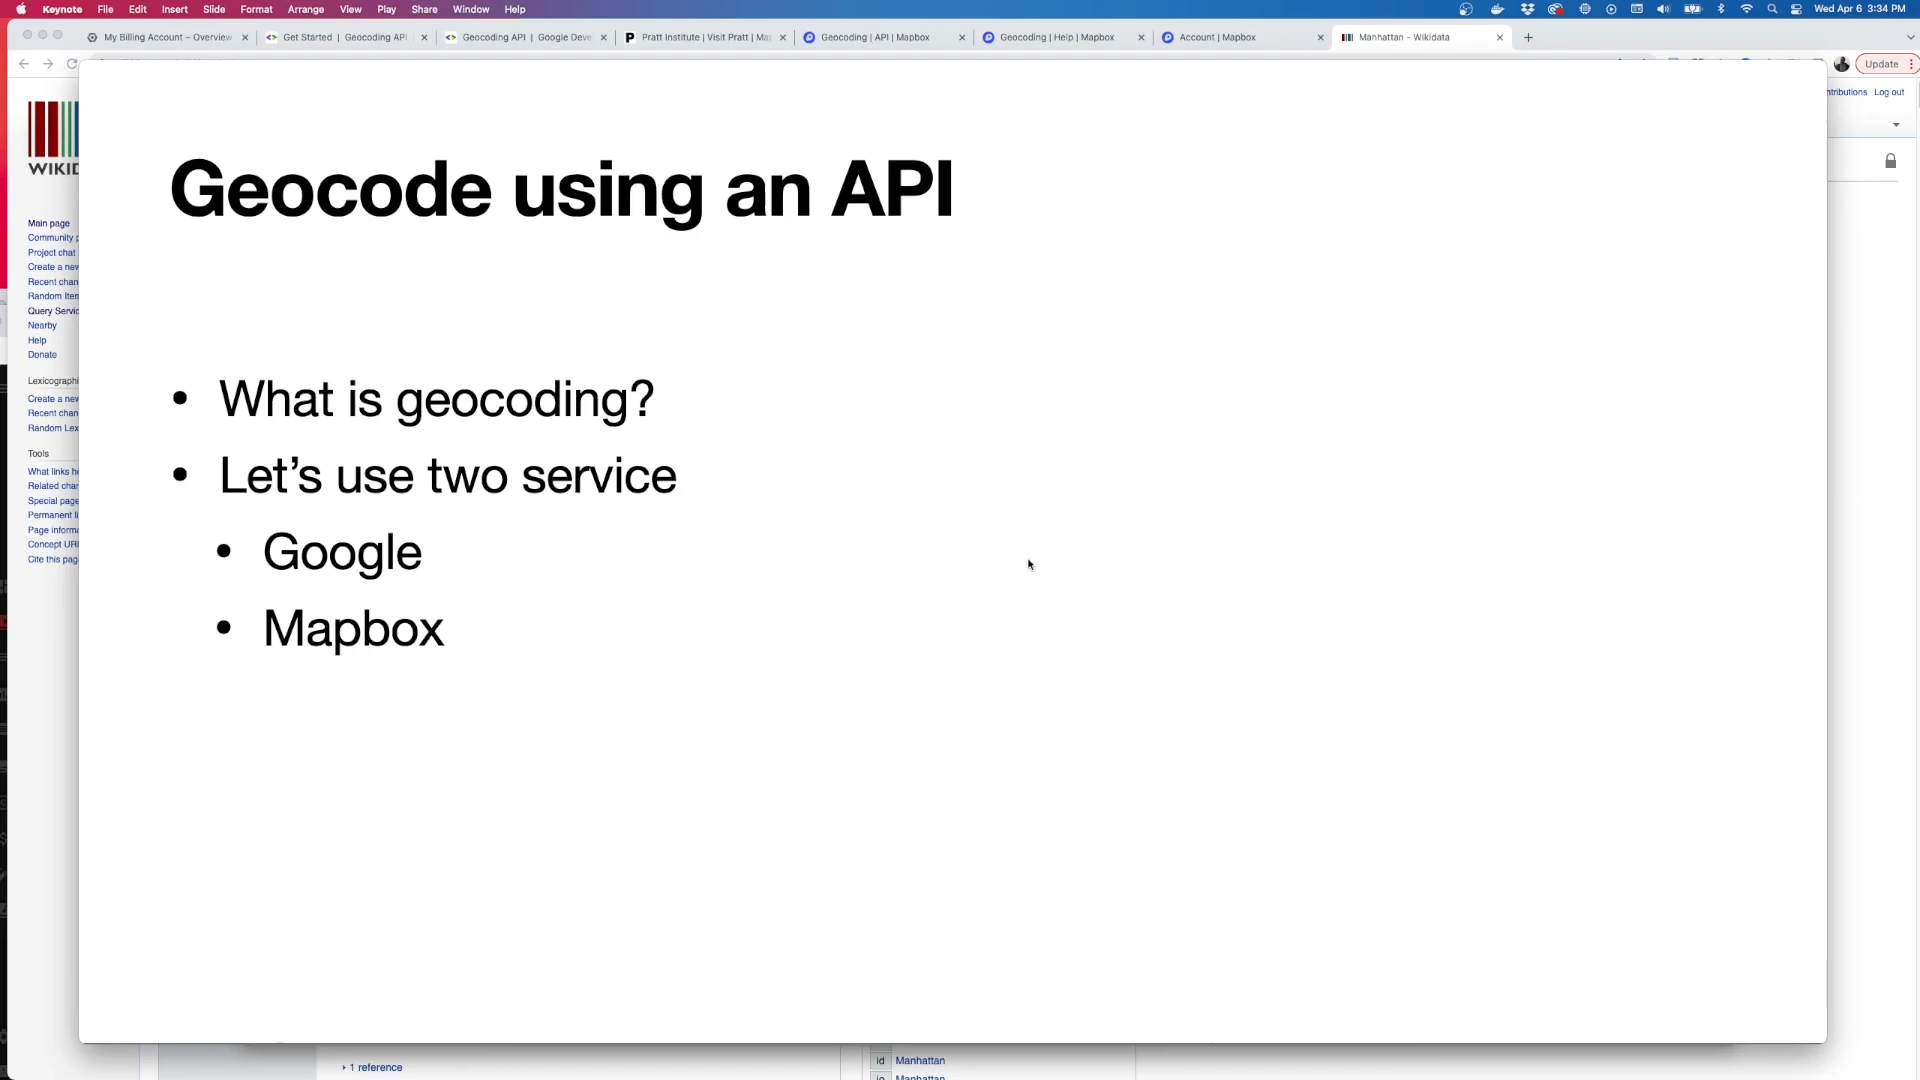 Keynote File Edit Insert Slide Format Arrange View Play Share Window Help Wed Apr 6 3:34 PM
My Billing Account – Overview Get Started | Geocoding API Geocoding API | Google Deve Pratt Institute | Visit Pratt | Ma Geocoding | API | Mapbox Geocoding | Help | Mapbox Account | Mapbox Manhattan - Wikidata
Update
ntributions Log out
WIKID
Main page
Community p
Project chat
Create a new
Recent chan
Random Item
Query Servic
Nearby
Help
Donate
Lexicographi
Create a new
Recent chan
Random Lex
Tools
What links he
Related chan
Special page
Permanent li
Page informa
Concept URI
Cite this page
Geocode using an API
• What is geocoding?
• Let’s use two service
• Google
• Mapbox
1 reference
id Manhattan
Manhattan